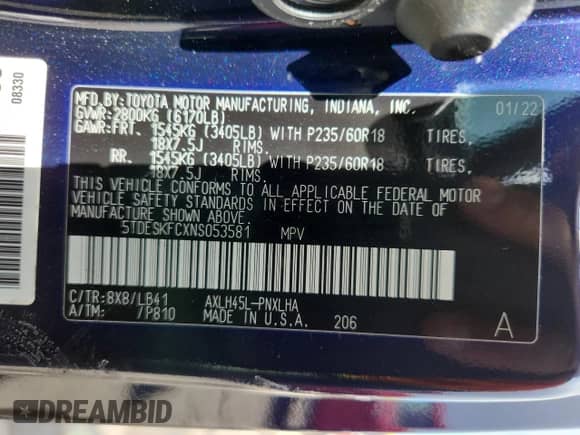 08330
MFD.BY:TOYOTA MOTOR MANUFACTURING, INDIANA, INC. 01/22
GVWR:2800KG (6170LB)
GAWR:FRT. 1545KG (3405LB) WITH P235/60R18 TIRES,
18X7.5J RIMS.
RR. 1545KG (3405LB) WITH P235/60R18 TIRES,
18X7.5J RIMS.
THIS VEHICLE CONFORMS TO ALL APPLICABLE FEDERAL MOTOR
VEHICLE SAFETY STANDARDS IN EFFECT ON THE DATE OF
MANUFACTURE SHOWN ABOVE.
5TDESKFCXNS053581 MPV
C/TR:8X8/LB41 AXLH45L-PNXLHA
A/TM: /P810 MADE IN U.S.A. 206 A
DREAMBID